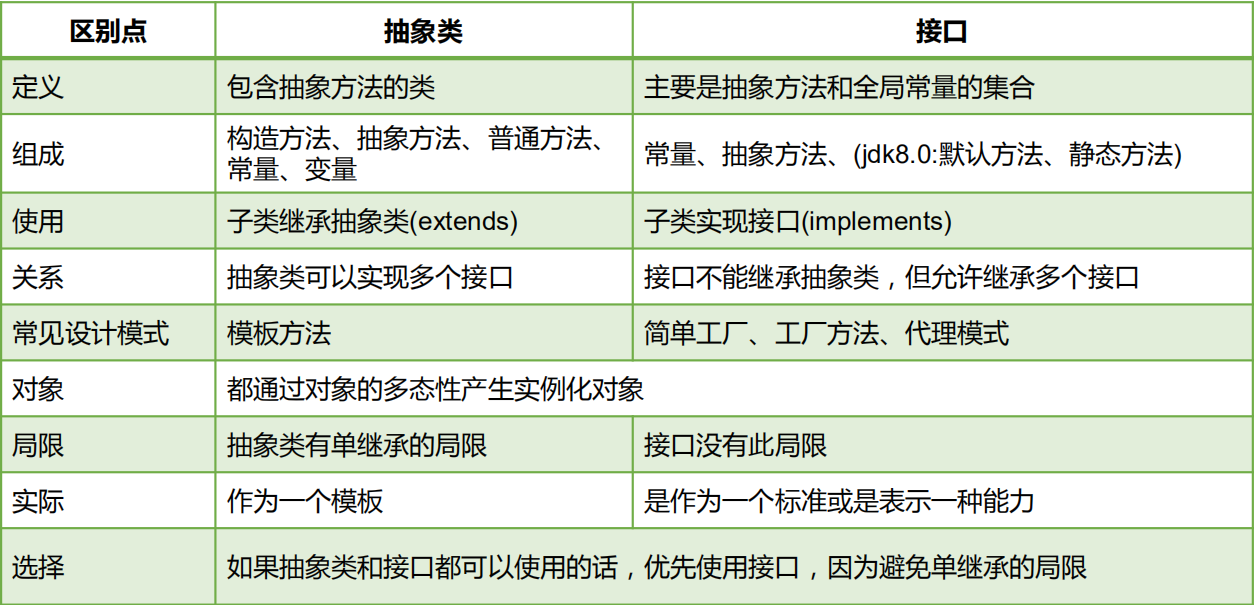 区别点 抽象类 接口
定义 包含抽象方法的类 主要是抽象方法和全局常量的集合
组成 构造方法、抽象方法、普通方法、
常量、变量 常量、抽象方法、(jdk8.0:默认方法、静态方法)
使用 子类继承抽象类(extends) 子类实现接口(implements)
关系 抽象类可以实现多个接口 接口不能继承抽象类，但允许继承多个接口
常见设计模式 模板方法 简单工厂、工厂方法、代理模式
对象 都通过对象的多态性产生实例化对象
局限 抽象类有单继承的局限 接口没有此局限
实际 作为一个模板 是作为一个标准或是表示一种能力
选择 如果抽象类和接口都可以使用的话，优先使用接口，因为避免单继承的局限